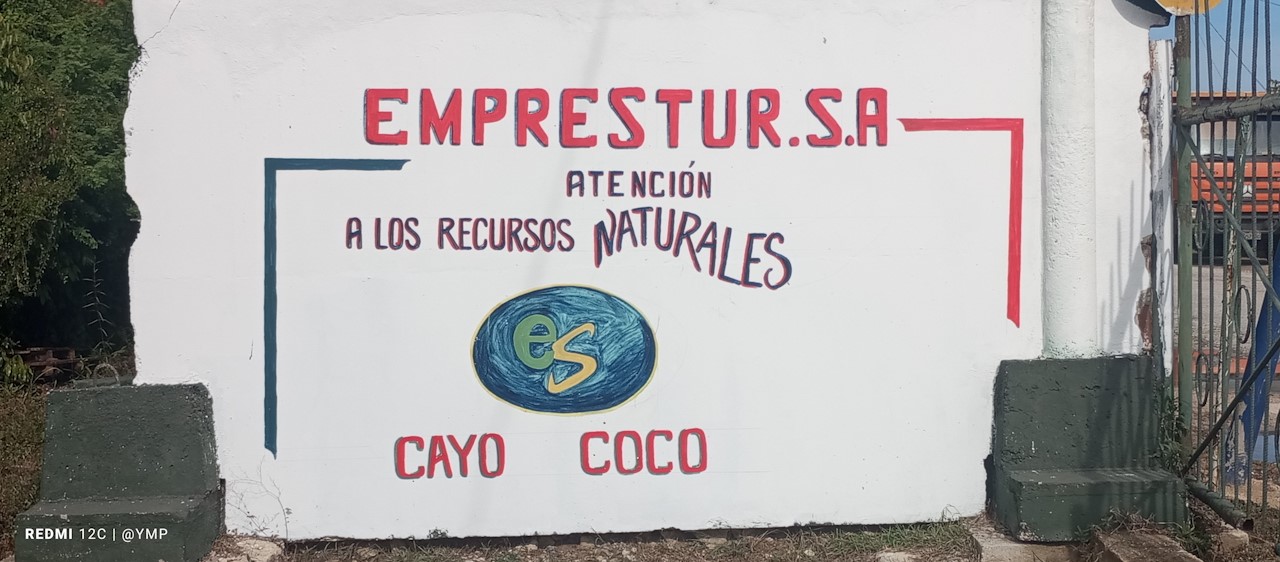 EMPRESTUR.S.A
ATENCIÓN
A LOS RECURSOS NATURALES
es
CAYO COCO
REDMI 12C | @YMP